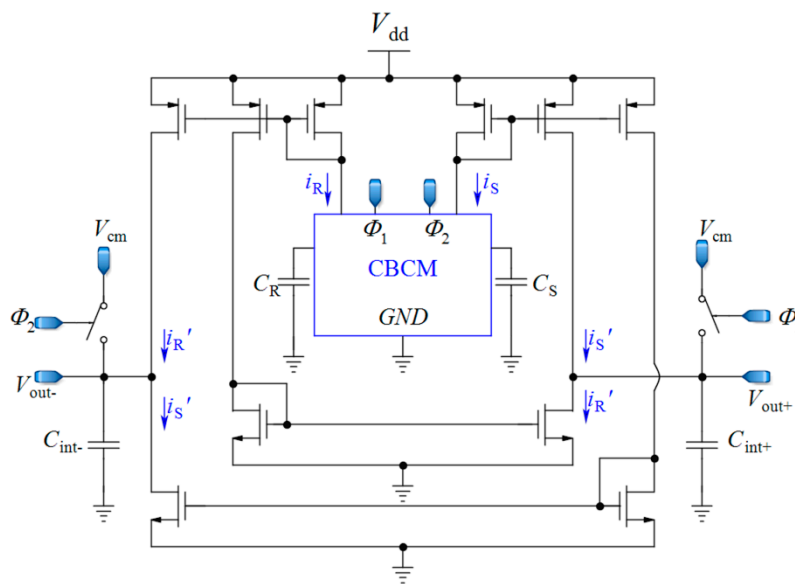 Vdd
iR
iS
Φ1
Φ2
Vcm
Vcm
CBCM
CR
CS
GND
Φ2
Φ
iR′
iS′
Vout-
iS′
iR′
Vout+
Cint-
Cint+